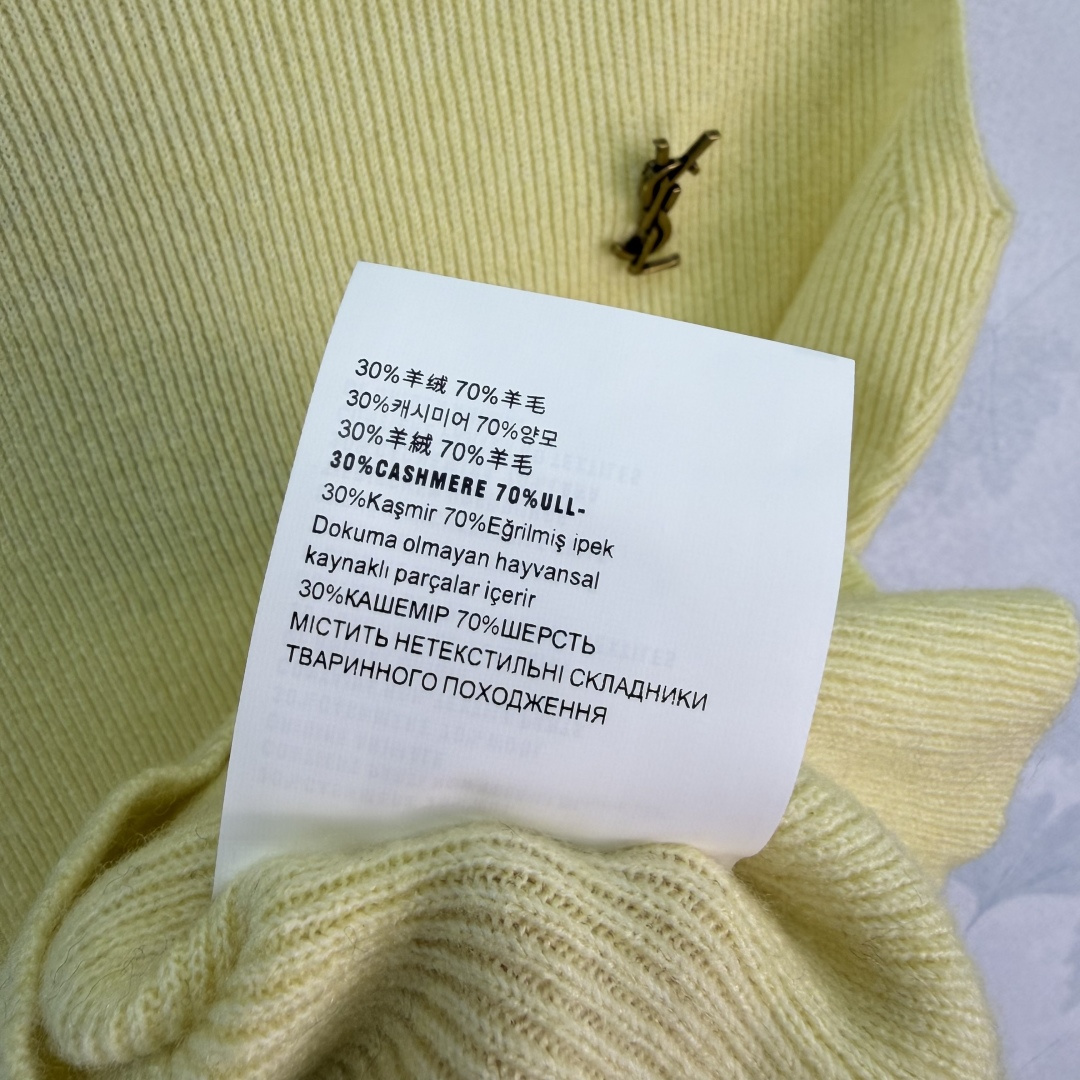 YSL
30%羊绒 70%羊毛
30%캐시미어 70%양모
30%羊絨 70%羊毛
30%CASHMERE 70%ULL-
30%Kaşmir 70%Eğrilmiş ipek
Dokuma olmayan hayvansal
kaynaklı parçalar içerir
30%КАШЕМІР 70%ШЕРСТЬ
МІСТИТЬ НЕТЕКСТИЛЬНІ СКЛАДНИКИ
ТВАРИННОГО ПОХОДЖЕННЯ